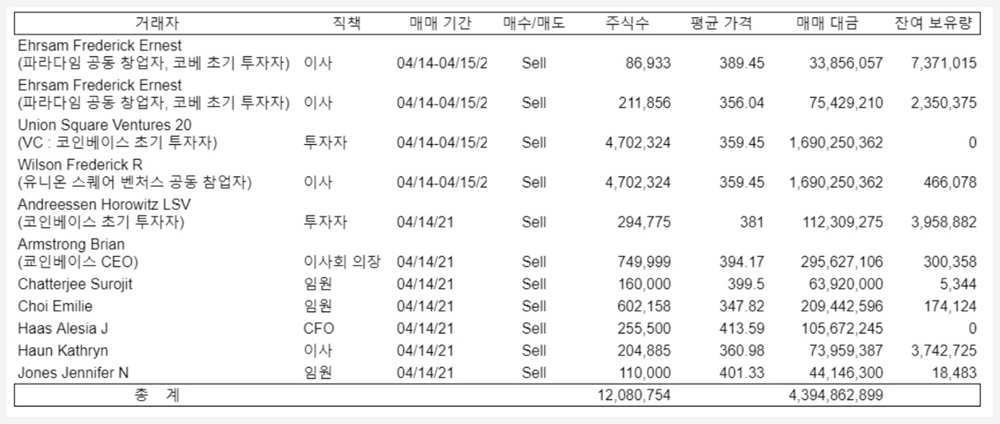 거래자 직책 매매 기간 매수/매도 주식수 평균 가격 매매 대금 잔여 보유량
Ehrsam Frederick Ernest
(파라다임 공동 창업자, 코베 초기 투자자) 이사 04/14-04/15/2 Sell 86,933 389.45 33,856,057 7,371,015
Ehrsam Frederick Ernest
(파라다임 공동 창업자, 코베 초기 투자자) 이사 04/14-04/15/2 Sell 211,856 356.04 75,429,210 2,350,375
Union Square Ventures 20
(VC : 코인베이스 초기 투자자) 투자자 04/14-04/15/2 Sell 4,702,324 359.45 1,690,250,362 0
Wilson Frederick R
(유니온 스퀘어 벤처스 공동 참업자) 이사 04/14-04/15/2 Sell 4,702,324 359.45 1,690,250,362 466,078
Andreessen Horowitz LSV
(코인베이스 초기 투자자) 투자자 04/14/21 Sell 294,775 381 112,309,275 3,958,882
Armstrong Brian
(쿄인베이스 CEO) 이사회 의장 04/14/21 Sell 749,999 394.17 295,627,106 300,358
Chatterjee Surojit 임원 04/14/21 Sell 160,000 399.5 63,920,000 5,344
Choi Emilie 임원 04/14/21 Sell 602,158 347.82 209,442,596 174,124
Haas Alesia J CFO 04/14/21 Sell 255,500 413.59 105,672,245 0
Haun Kathryn 이사 04/14/21 Sell 204,885 360.98 73,959,387 3,742,725
Jones Jennifer N 임원 04/14/21 Sell 110,000 401.33 44,146,300 18,483
총 계 12,080,754 4,394,862,899